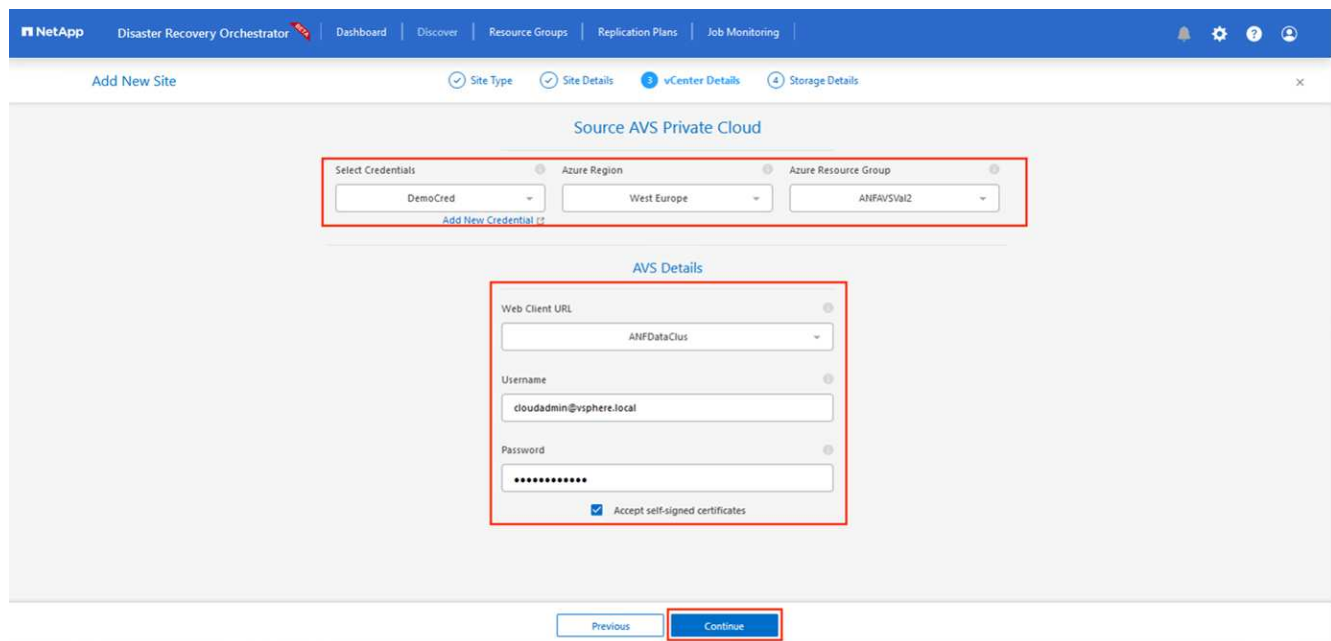 NetApp Disaster Recovery Orchestrator BETA Dashboard Discover Resource Groups Replication Plans Job Monitoring
Add New Site Site Type Site Details 3 vCenter Details 4 Storage Details
Source AVS Private Cloud
Select Credentials Azure Region Azure Resource Group
DemoCred West Europe ANFAVSVal2
Add New Credential
AVS Details
Web Client URL
ANFDataClus
Username
cloudadmin@vsphere.local
Password
Accept self-signed certificates
Previous Continue